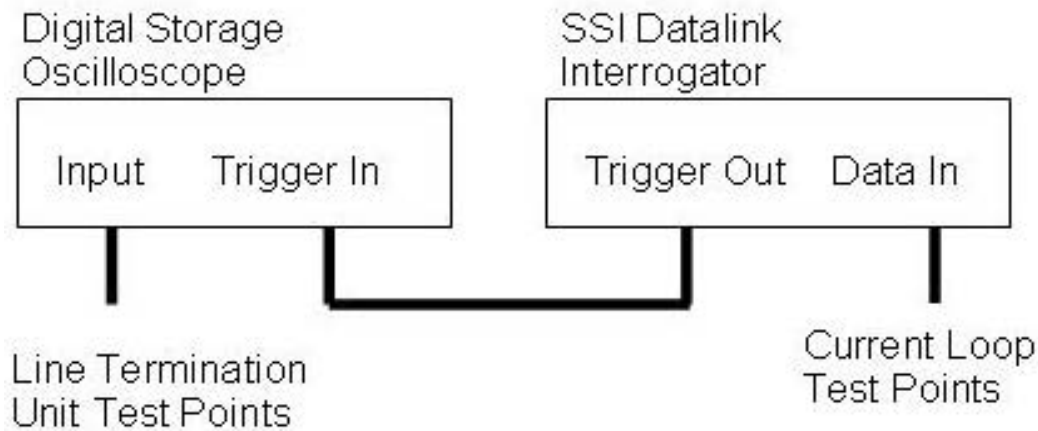 Digital Storage
Oscilloscope
SSI Datalink
Interrogator
Input
Trigger In
Trigger Out
Data In
Line Termination
Unit Test Points
Current Loop
Test Points